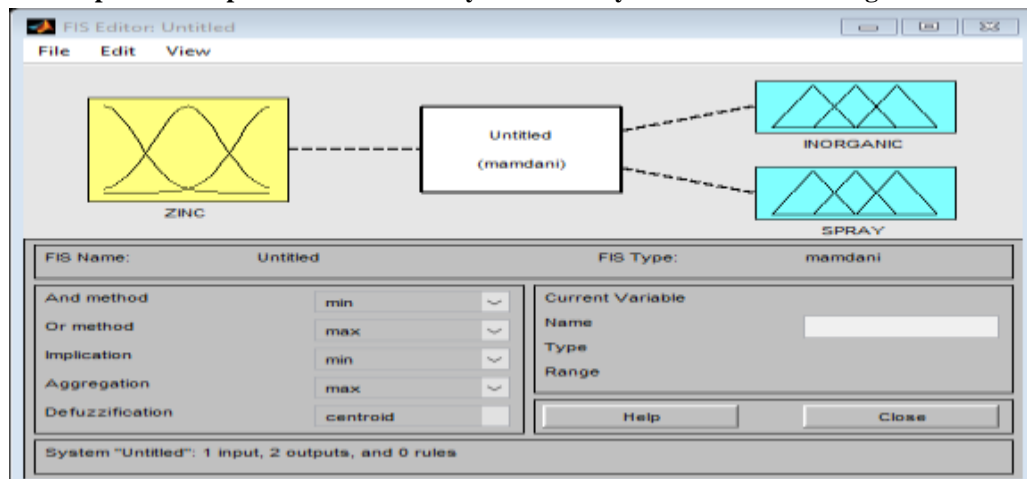 FIS Editor: Untitled
File Edit View
Untitled
(mamdani)
INORGANIC
ZINC
SPRAY
FIS Name: Untitled FIS Type: mamdani
And method min
Or method max
Implication min
Aggregation max
Defuzzification centroid
Current Variable
Name
Type
Range
Help Close
System "Untitled": 1 input, 2 outputs, and 0 rules